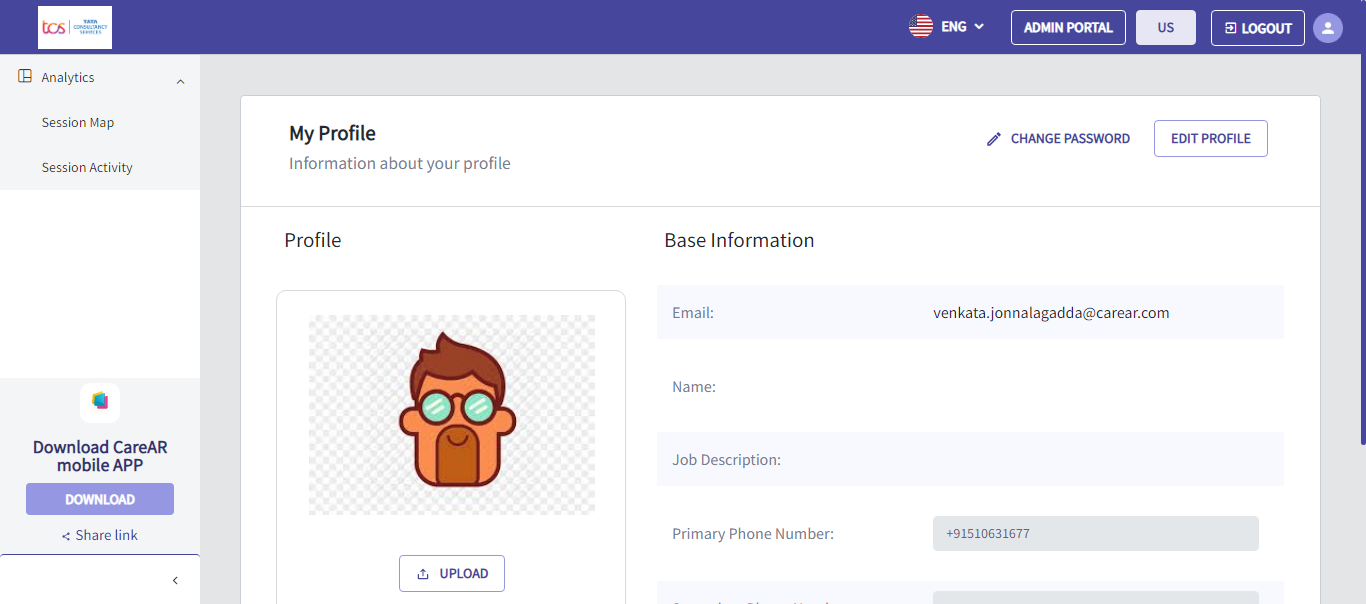 tcs TATA CONSULTANCY SERVICES
ENG
ADMIN PORTAL
US
LOGOUT
Analytics
Session Map
Session Activity
My Profile
Information about your profile
CHANGE PASSWORD
EDIT PROFILE
Profile
Base Information
Email:
venkata.jonnalagadda@carear.com
Name:
Job Description:
Primary Phone Number:
+91510631677
UPLOAD
Download CareAR
mobile APP
DOWNLOAD
Share link